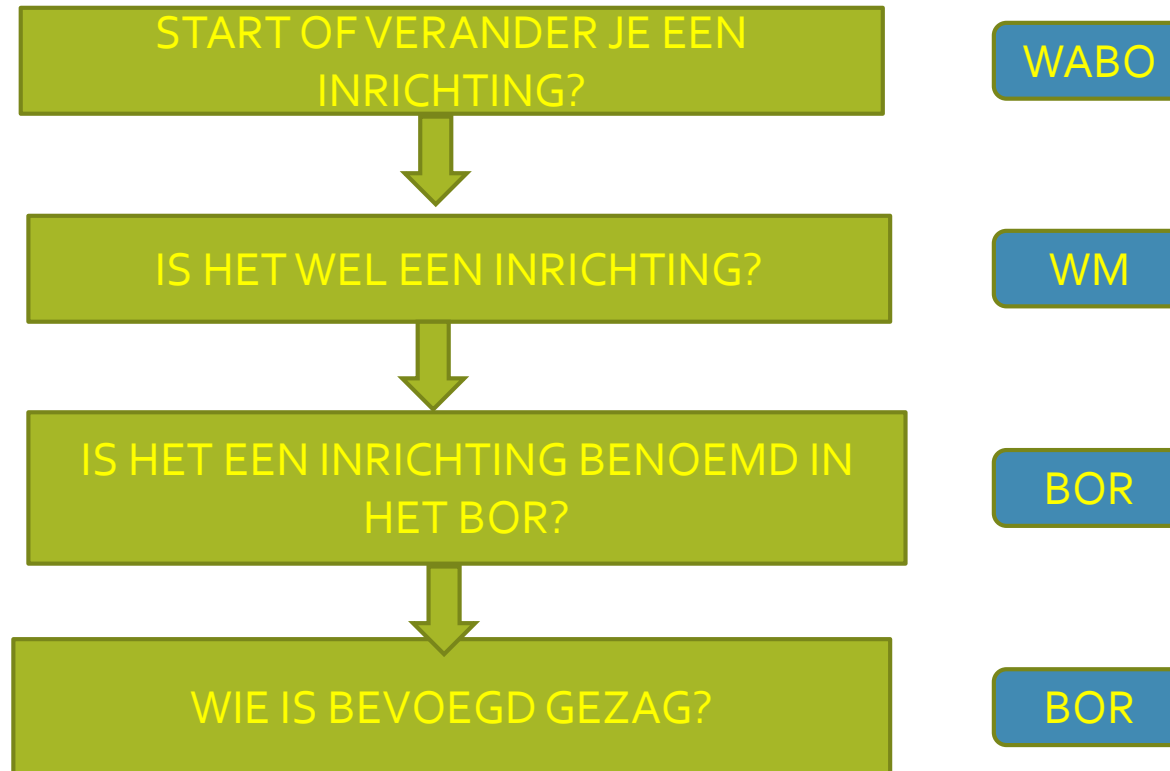 START OF VERANDER JE EEN
INRICHTING?
WABO
IS HET WEL EEN INRICHTING?
WM
IS HET EEN INRICHTING BENOEMD IN
HET BOR?
BOR
WIE IS BEVOEGD GEZAG?
BOR